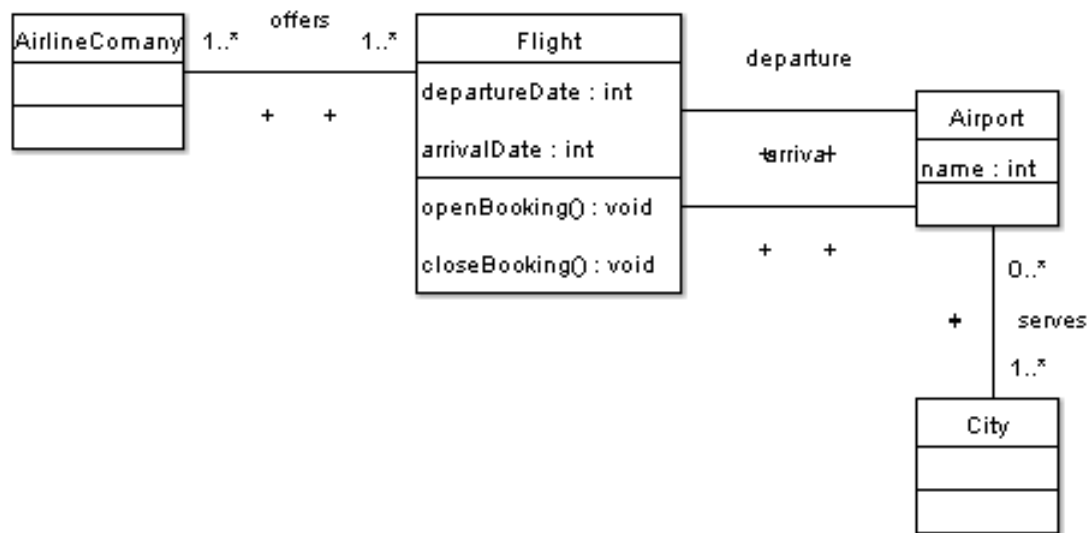 AirlineComany
1..*
offers
1..*
+ +
Flight
departureDate : int
arrivalDate : int
openBooking() : void
closeBooking() : void
departure
+arrival+
+ +
Airport
name : int
0..*
+ serves
1..*
City